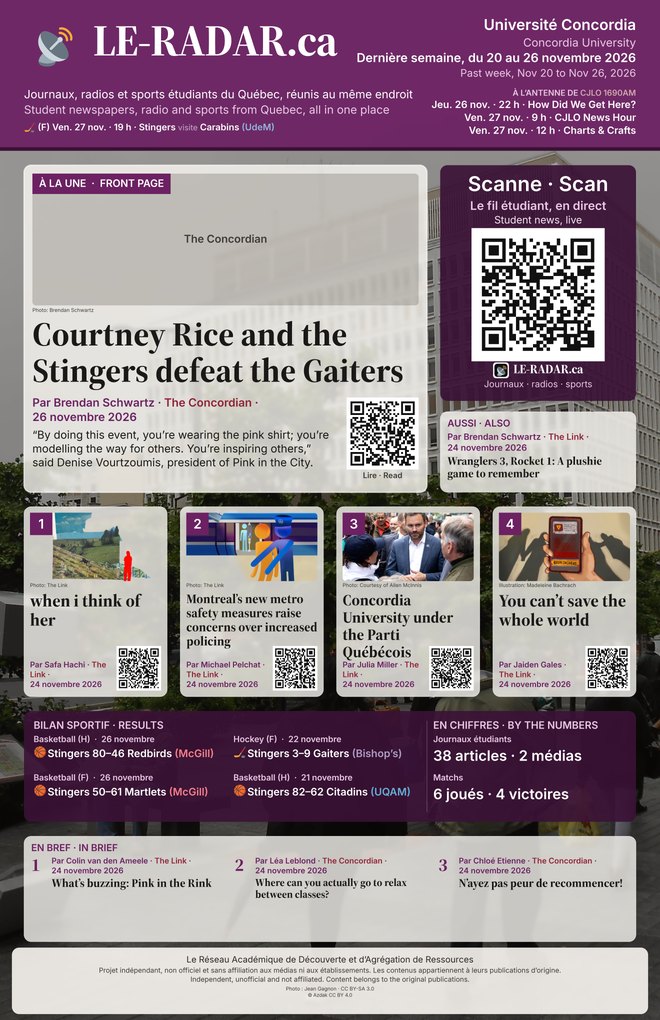 LE-RADAR.ca
Université Concordia
Concordia University
Dernière semaine, du 20 au 26 novembre 2026
Past week, Nov 20 to Nov 26, 2026
Journaux, radios et sports étudiants du Québec, réunis au même endroit
Student newspapers, radio and sports from Quebec, all in one place
(F) Ven. 27 nov. · 19 h · Stingers visite Carabins (UdeM)
À L'ANTENNE DE CJLO 1690AM
Jeu. 26 nov. · 22 h · How Did We Get Here?
Ven. 27 nov. · 9 h · CJLO News Hour
Ven. 27 nov. · 12 h · Charts & Crafts
À LA UNE · FRONT PAGE
The Concordian
Photo: Brendan Schwartz
Courtney Rice and the
Stingers defeat the Gaiters
Par Brendan Schwartz · The Concordian ·
26 novembre 2026
“By doing this event, you’re wearing the pink shirt; you’re
modelling the way for others. You’re inspiring others,”
said Denise Vourtzoumis, president of Pink in the City.
Lire · Read
Scanne · Scan
Le fil étudiant, en direct
Student news, live
LE-RADAR.ca
Journaux · radios · sports
AUSSI · ALSO
Par Brendan Schwartz · The Link ·
24 novembre 2026
Wranglers 3, Rocket 1: A plushie
game to remember
1
Photo: The Link
when i think of
her
Par Safa Hachi · The
Link ·
24 novembre 2026
2
Photo: The Link
Montreal’s new metro
safety measures raise
concerns over increased
policing
Par Michael Pelchat ·
The Link ·
24 novembre 2026
3
Photo: Courtesy of Allen McInnis
Concordia
University under
the Parti
Québécois
Par Julia Miller · The
Link ·
24 novembre 2026
4
Illustration: Madeleine Bachrach
You can’t save the
whole world
Par Jaiden Gales ·
The Link ·
24 novembre 2026
BILAN SPORTIF · RESULTS
Basketball (H) · 26 novembre
Stingers 80–46 Redbirds (McGill)
Hockey (F) · 22 novembre
Stingers 3–9 Gaiters (Bishop’s)
Basketball (F) · 26 novembre
Stingers 50–61 Martlets (McGill)
Basketball (H) · 21 novembre
Stingers 82–62 Citadins (UQAM)
EN CHIFFRES · BY THE NUMBERS
Journaux étudiants
38 articles · 2 médias
Matchs
6 joués · 4 victoires
EN BREF · IN BRIEF
1
Par Colin van den Ameele · The Link ·
24 novembre 2026
What’s buzzing: Pink in the Rink
2
Par Léa Leblond · The Concordian ·
24 novembre 2026
Where can you actually go to relax
between classes?
3
Par Chloé Etienne · The Concordian ·
24 novembre 2026
N’ayez pas peur de recommencer!
Le Réseau Académique de Découverte et d’Agrégation de Ressources
Projet indépendant, non officiel et sans affiliation aux médias ni aux établissements. Les contenus appartiennent à leurs publications d’origine.
Independent, unofficial and not affiliated. Content belongs to the original publications.
Photo : Jean Gagnon · CC BY-SA 3.0
© Azdak CC BY 4.0